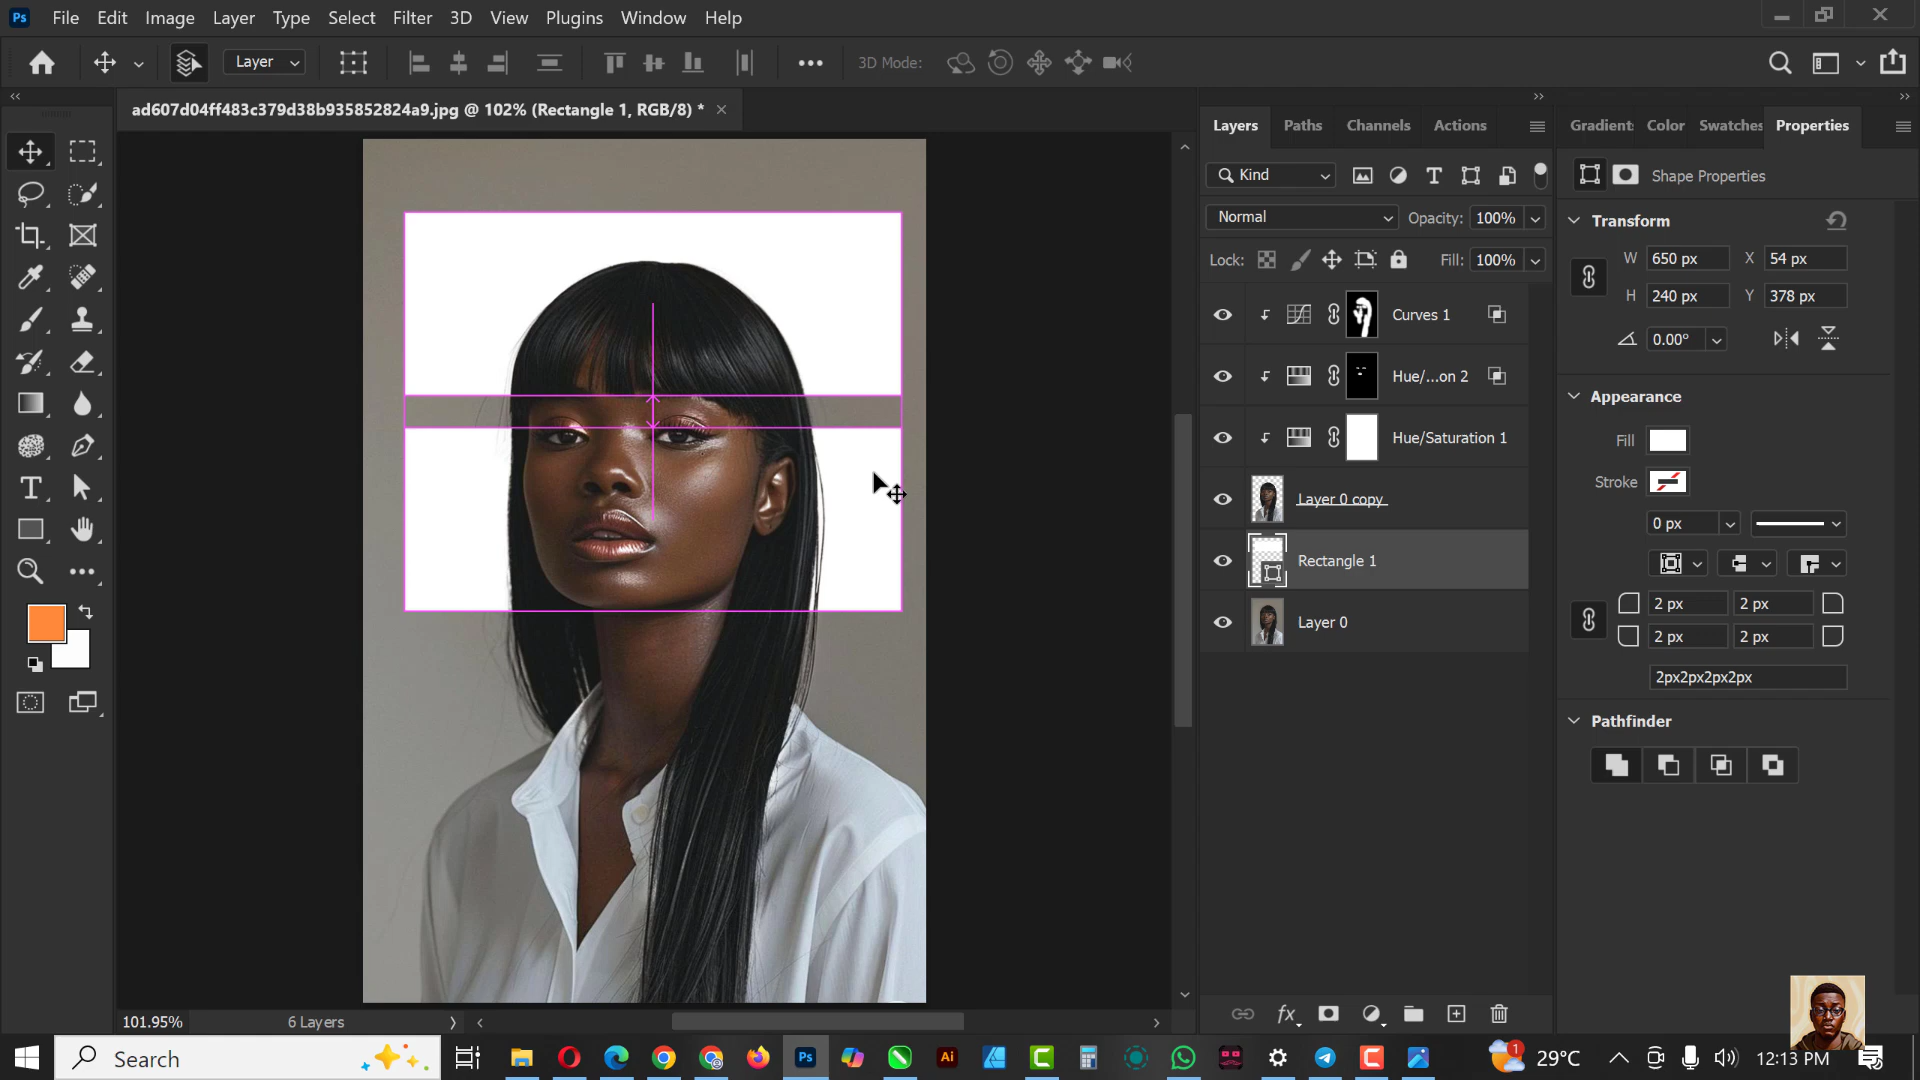 Ps File Edit Image Layer Type Select Filter 3D View Plugins Window Help
Layer 3D Mode:
ad607d04ff483c379d38b935852824a9.jpg @ 102% (Rectangle 1, RGB/8) *
Layers Paths Channels Actions
Gradient Color Swatches Properties
Kind
Shape Properties
Normal Opacity: 100%
Transform
Lock: Fill: 100%
W 650 px X 54 px
H 240 px Y 378 px
0.00°
Curves 1
Hue/...on 2
Hue/Saturation 1
Layer 0 copy
Rectangle 1
Layer 0
Appearance
Fill
Stroke
0 px
2 px 2 px
2 px 2 px
2px2px2px2px
Pathfinder
101.95% 6 Layers
Search
Ps Ai
1 29°C 12:13 PM